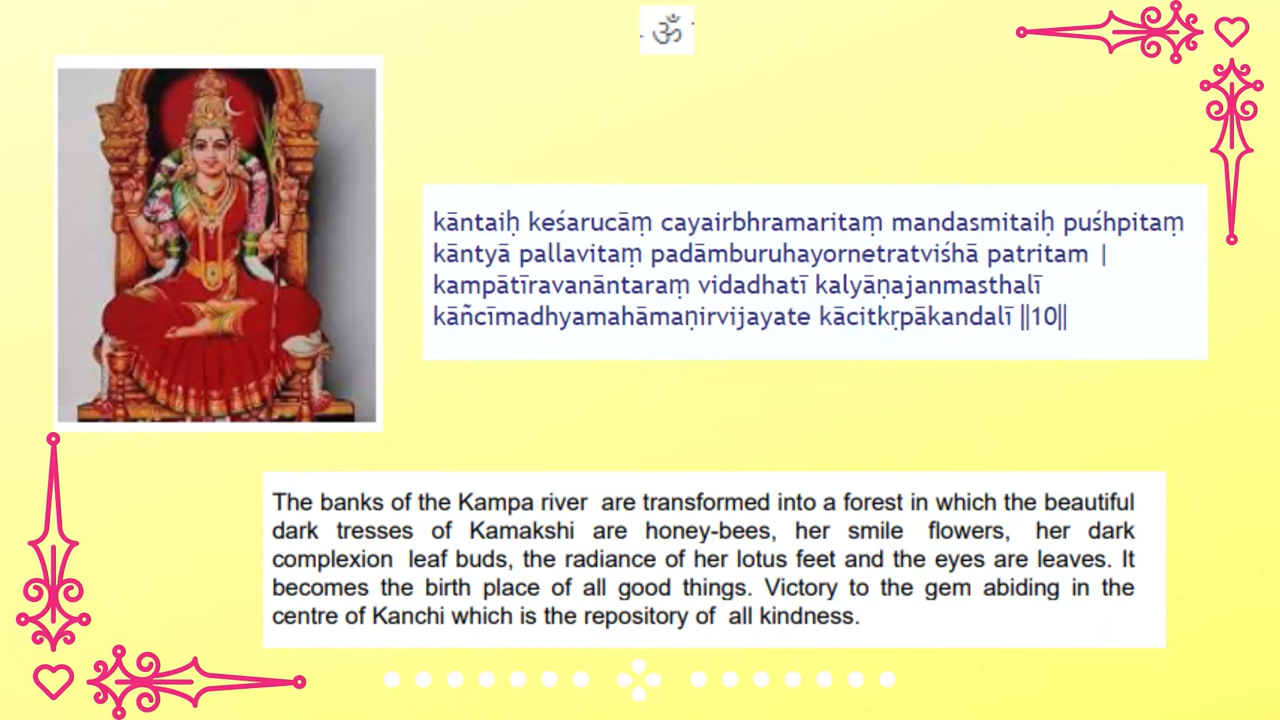 ॐ
kāntaiḥ keśarucāṃ cayairbhramaritaṃ mandasmitaiḥ puśhpitaṃ
kāntyā pallavitaṃ padāmburuhayornetratviśhā patritam |
kampātīravanāntaraṃ vidadhatī kalyāṇajanmasthalī
kāñcīmadhyamahāmaṇirvijayate kācitkṛpākandalī ||10||
The banks of the Kampa river are transformed into a forest in which the beautiful
dark tresses of Kamakshi are honey-bees, her smile flowers, her dark
complexion leaf buds, the radiance of her lotus feet and the eyes are leaves. It
becomes the birth place of all good things. Victory to the gem abiding in the
centre of Kanchi which is the repository of all kindness.